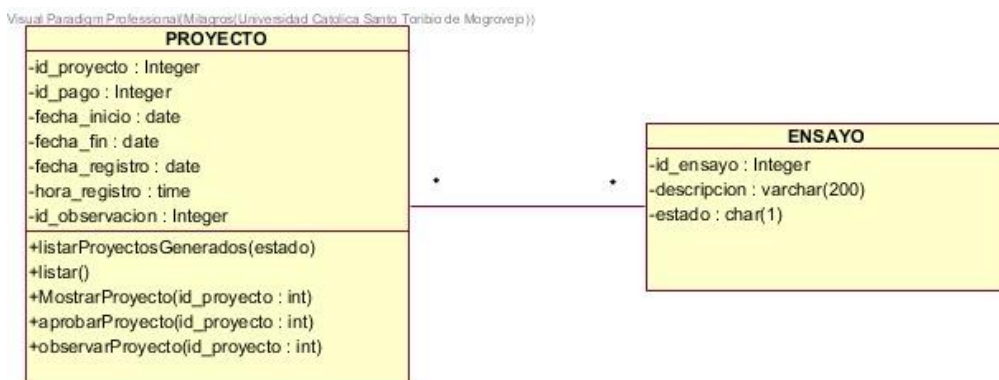 Visual Paradigm Professional(Milagros(Universidad Catolica Santo Toribio de Mogrovejo))
PROYECTO
-id_proyecto : Integer
-id_pago : Integer
-fecha_inicio : date
-fecha_fin : date
-fecha_registro : date
-hora_registro : time
-id_observacion : Integer
+listarProyectosGenerados(estado)
+listar()
+MostrarProyecto(id_proyecto : int)
+aprobarProyecto(id_proyecto : int)
+observarProyecto(id_proyecto : int)
* *
ENSAYO
-id_ensayo : Integer
-descripcion : varchar(200)
-estado : char(1)